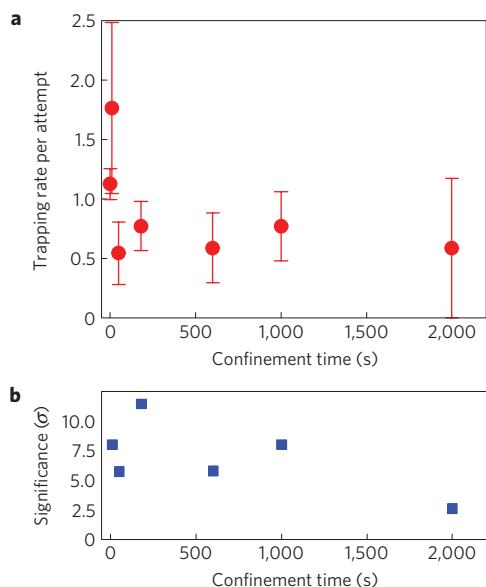 a
2.5
2.0
1.5
1.0
0.5
0
Trapping rate per attempt
0 500 1,000 1,500 2,000
Confinement time (s)
b
10.0
7.5
5.0
2.5
0
Significance (σ)
0 500 1,000 1,500 2,000
Confinement time (s)